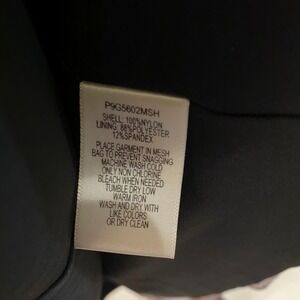 P9G5602MSH
SHELL: 100%NYLON
LINING: 88%POLYESTER
12%SPANDEX
PLACE GARMENT IN MESH
BAG TO PREVENT SNAGGING
MACHINE WASH COLD
ONLY NON CHLORINE
BLEACH WHEN NEEDED
TUMBLE DRY LOW
WARM IRON
WASH AND DRY WITH
LIKE COLORS
OR DRY CLEAN